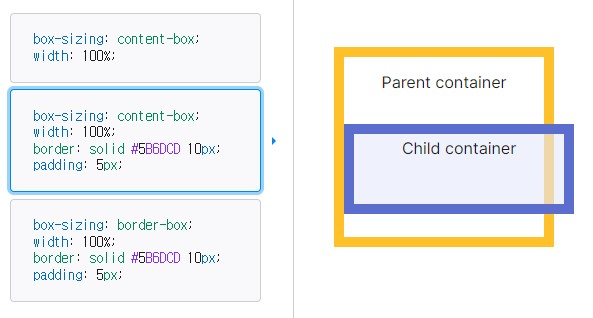 box-sizing: content-box;
width: 100%;
box-sizing: content-box;
width: 100%;
border: solid #5B6DCD 10px;
padding: 5px;
box-sizing: border-box;
width: 100%;
border: solid #5B6DCD 10px;
padding: 5px;
Parent container
Child container